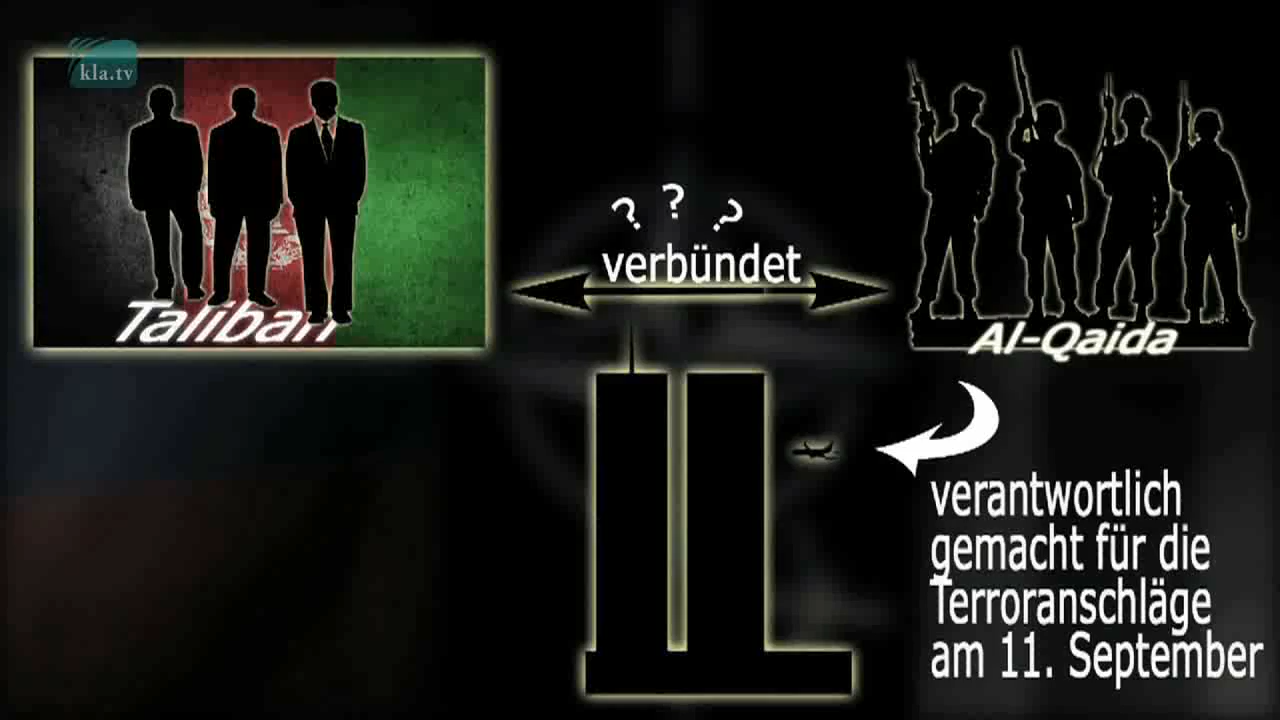 kla.tv
Taliban
? ? ?
verbündet
Al-Qaida
verantwortlich
gemacht für die
Terroranschläge
am 11. September